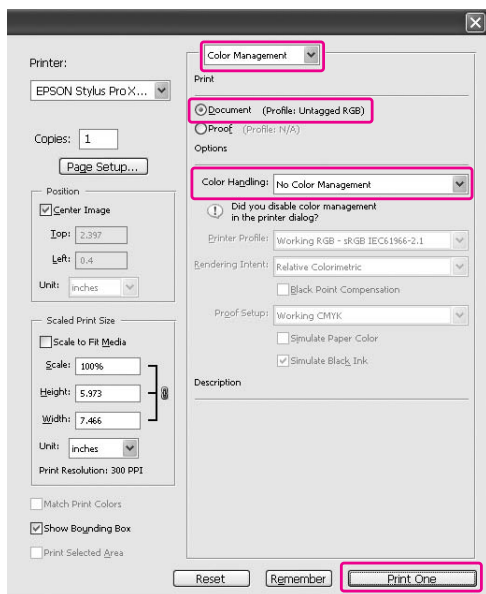 Printer:
EPSON Stylus Pro X...
Copies: 1
Page Setup...
Position
Center Image
Top: 2.397
Left: 0.4
Unit: inches
Scaled Print Size
Scale to Fit Media
Scale: 100%
Height: 5.973
Width: 7.466
Unit: inches
Print Resolution: 300 PPI
Match Print Colors
Show Bounding Box
Print Selected Area
Color Management
Print
Document (Profile: Untagged RGB)
Proof (Profile: N/A)
Options
Color Handling: No Color Management
Did you disable color management
in the printer dialog?
Printer Profile: Working RGB - sRGB IEC61966-2.1
Rendering Intent: Relative Colorimetric
Black Point Compensation
Proof Setup: Working CMYK
Simulate Paper Color
Simulate Black Ink
Description
Reset
Remember
Print One